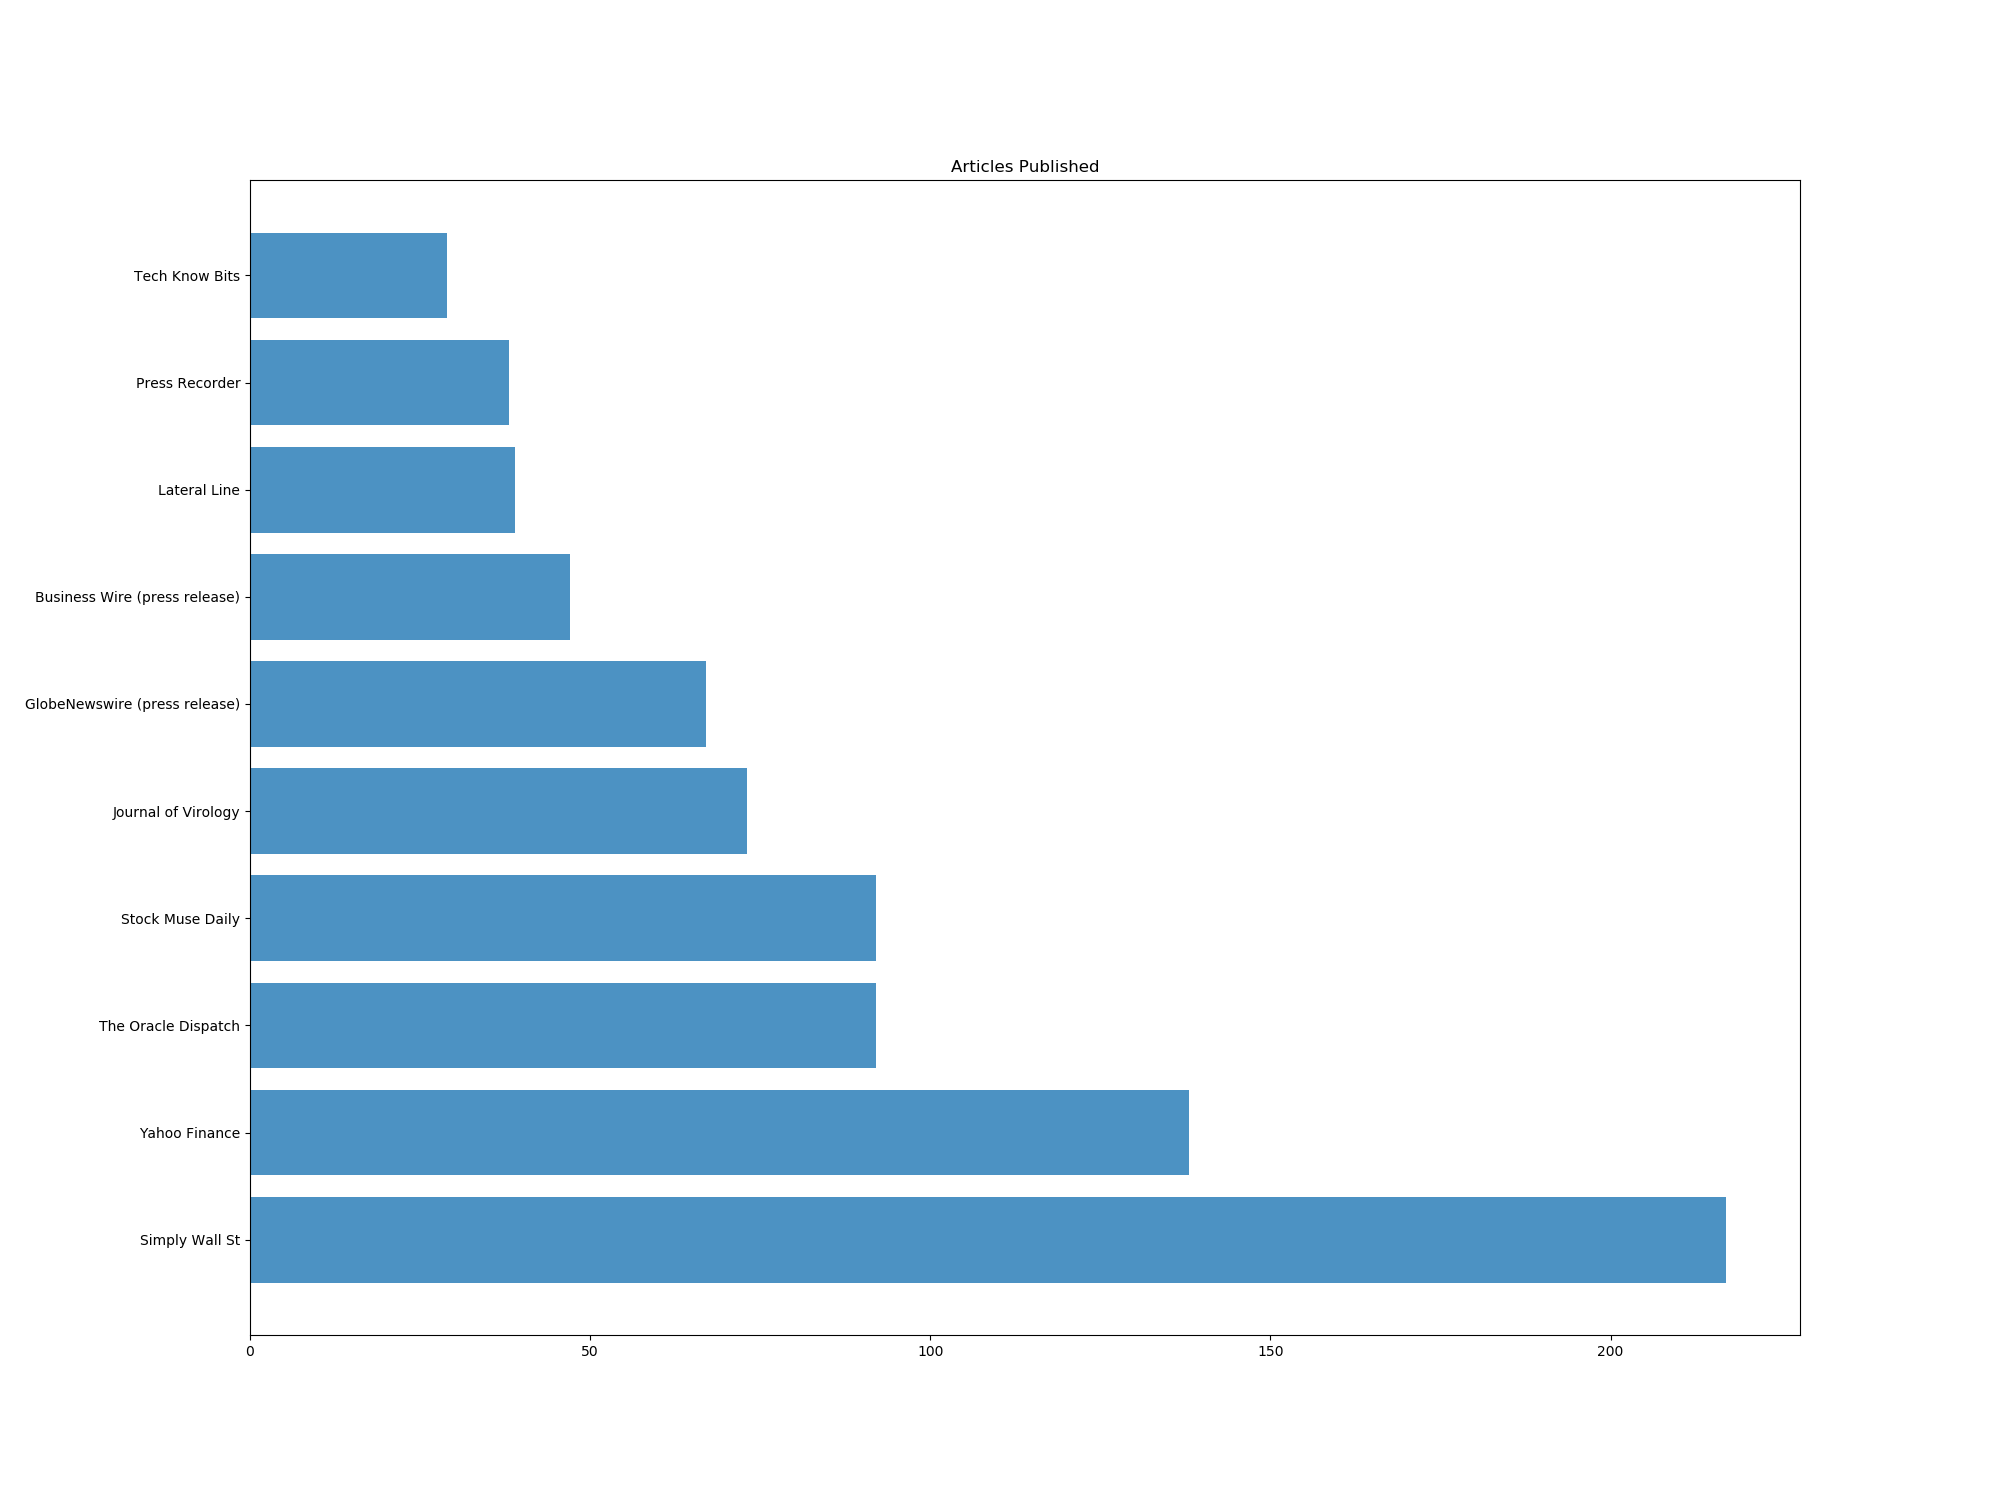 Articles Published
Tech Know Bits
Press Recorder
Lateral Line
Business Wire (press release)
GlobeNewswire (press release)
Journal of Virology
Stock Muse Daily
The Oracle Dispatch
Yahoo Finance
Simply Wall St
0 50 100 150 200